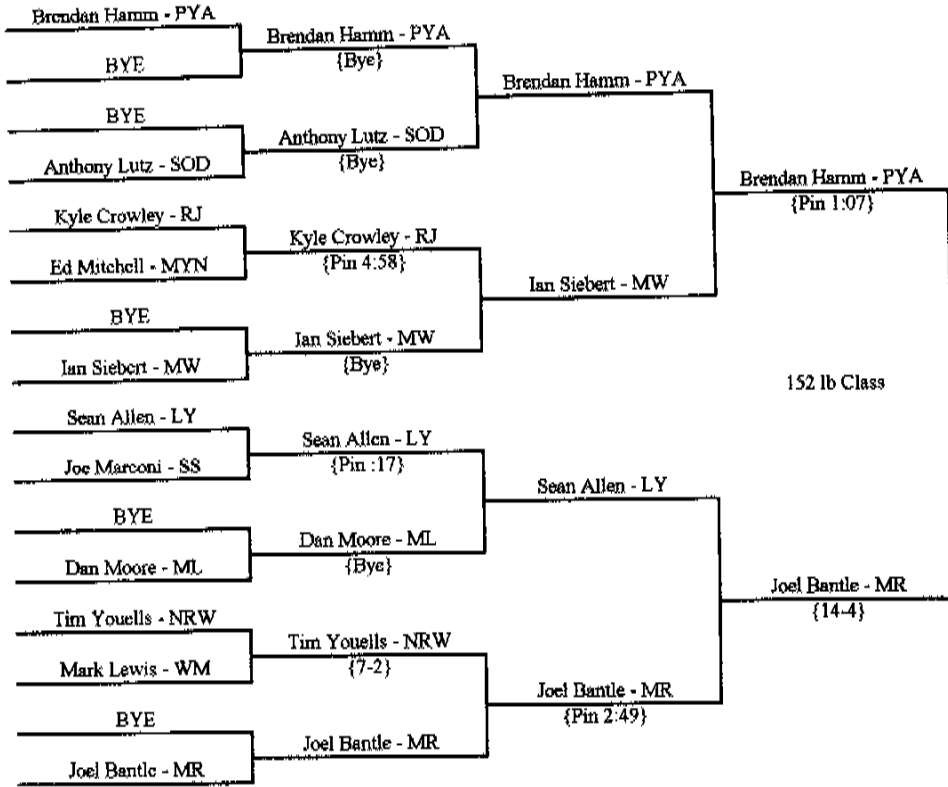 Brendan Hamm - PYA
BYE
BYE
Anthony Lutz - SOD
Kyle Crowley - RJ
Ed Mitchell - MYN
BYE
Ian Siebert - MW
Sean Allen - LY
Joe Marconi - SS
BYE
Dan Moore - ML
Tim Youells - NRW
Mark Lewis - WM
BYE
Joel Bantle - MR
Brendan Hamm - PYA
{Bye}
Anthony Lutz - SOD
{Bye}
Kyle Crowley - RJ
{Pin 4:58}
Ian Siebert - MW
{Bye}
Sean Allen - LY
{Pin :17}
Dan Moore - ML
{Bye}
Tim Youells - NRW
{7-2}
Joel Bantle - MR
Brendan Hamm - PYA
Ian Siebert - MW
Sean Allen - LY
Joel Bantle - MR
{Pin 2:49}
Brendan Hamm - PYA
{Pin 1:07}
152 lb Class
Joel Bantle - MR
{14-4}